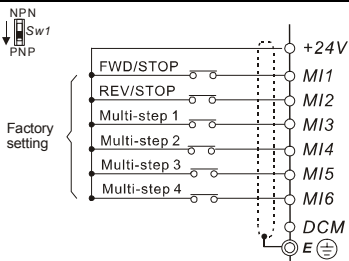 NPN
Sw1
PNP
+24V
FWD/STOP
MI1
REV/STOP
MI2
Multi-step 1
MI3
Factory
setting
Multi-step 2
MI4
Multi-step 3
MI5
Multi-step 4
MI6
DCM
E